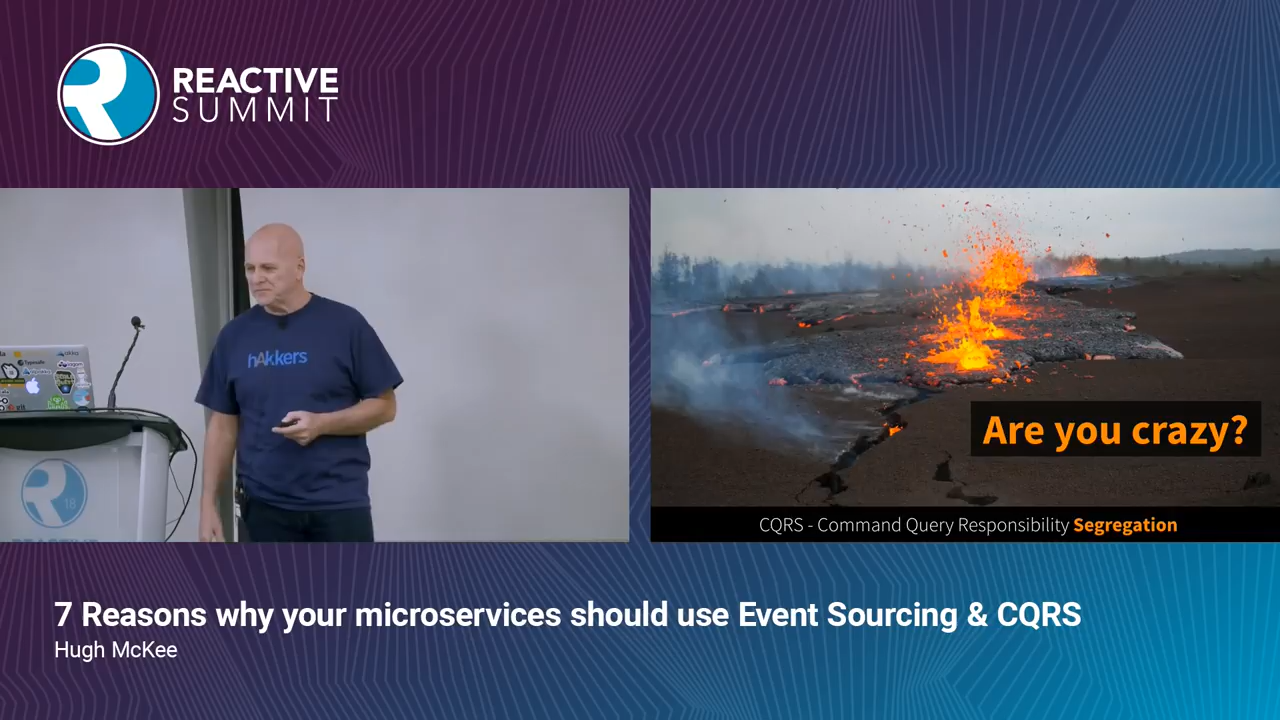 REACTIVE
SUMMIT
hAkkers
18
Are you crazy?
CQRS - Command Query Responsibility Segregation
7 Reasons why your microservices should use Event Sourcing & CQRS
Hugh McKee